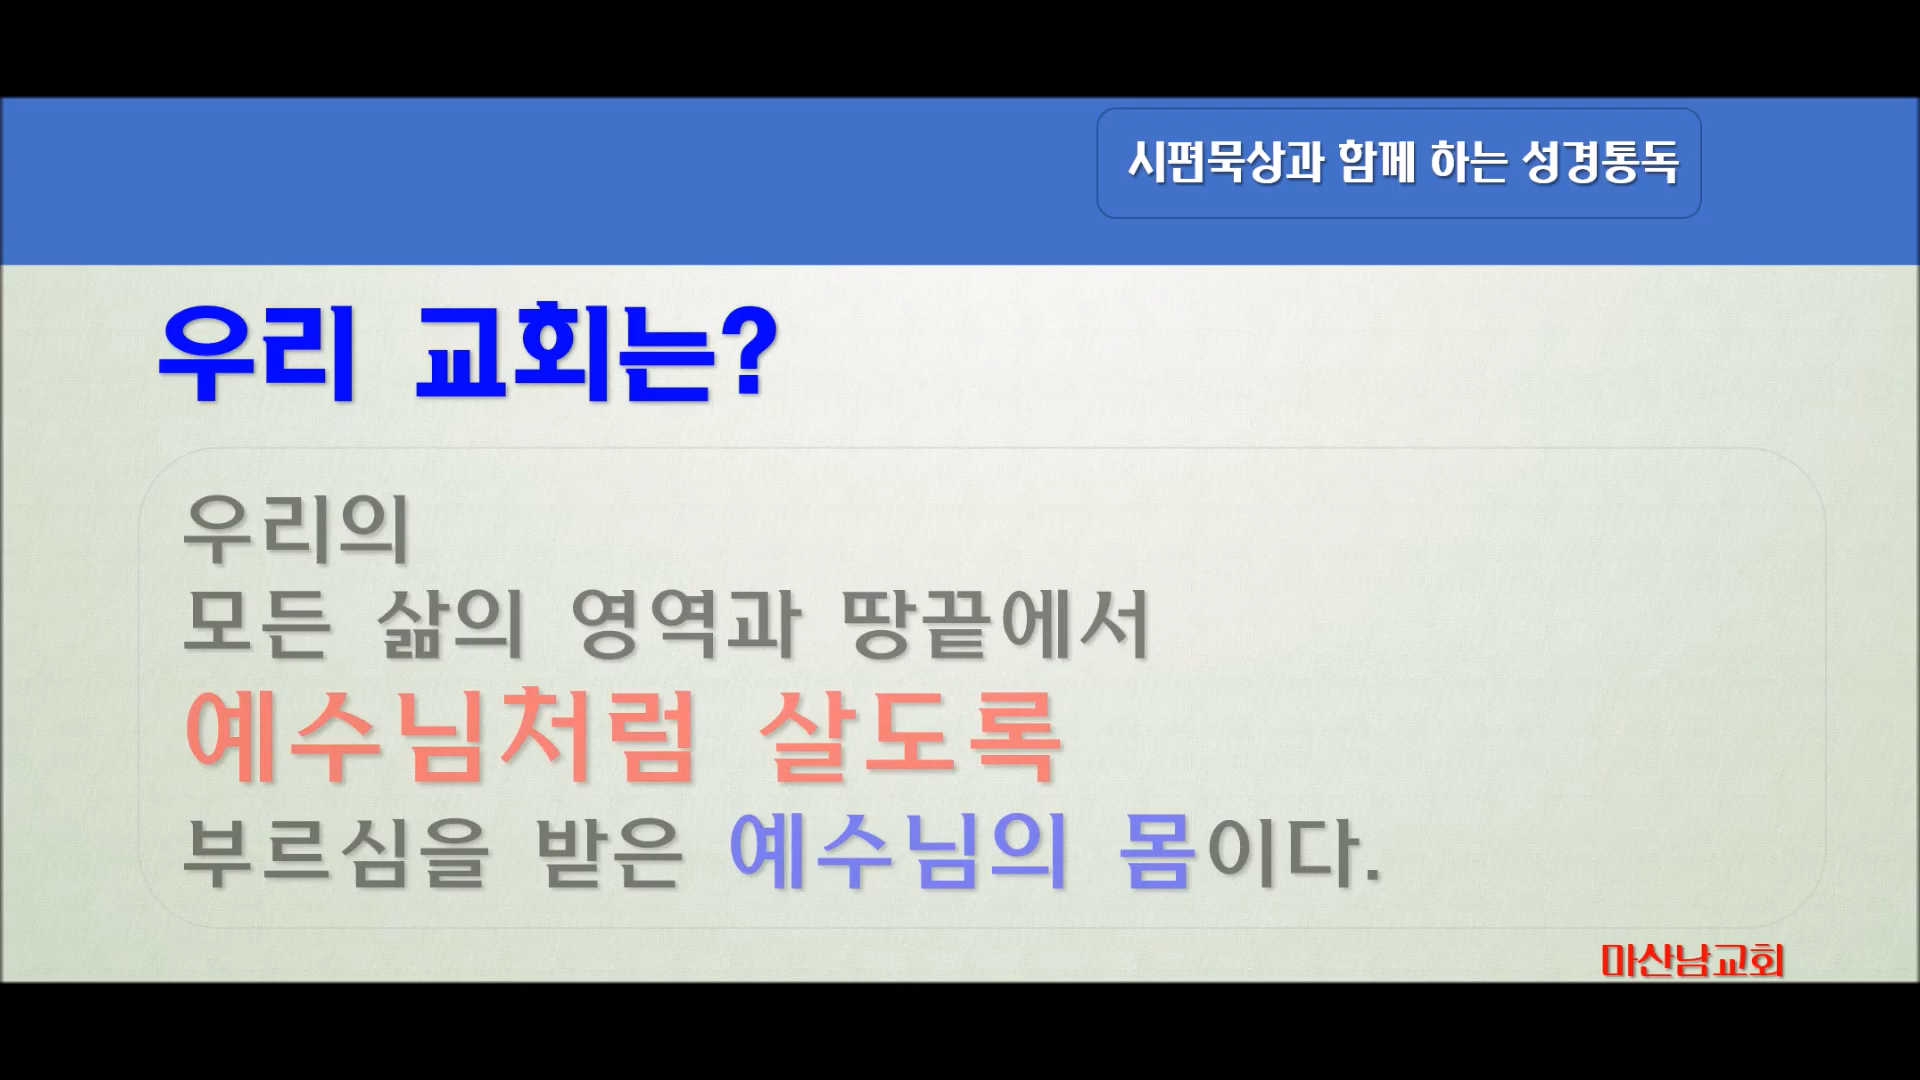 시편묵상과 함께 하는 성경통독
우리 교회는?
우리의
모든 삶의 영역과 땅끝에서
예수님처럼 살도록
부르심을 받은 예수님의 몸이다.
마산남교회